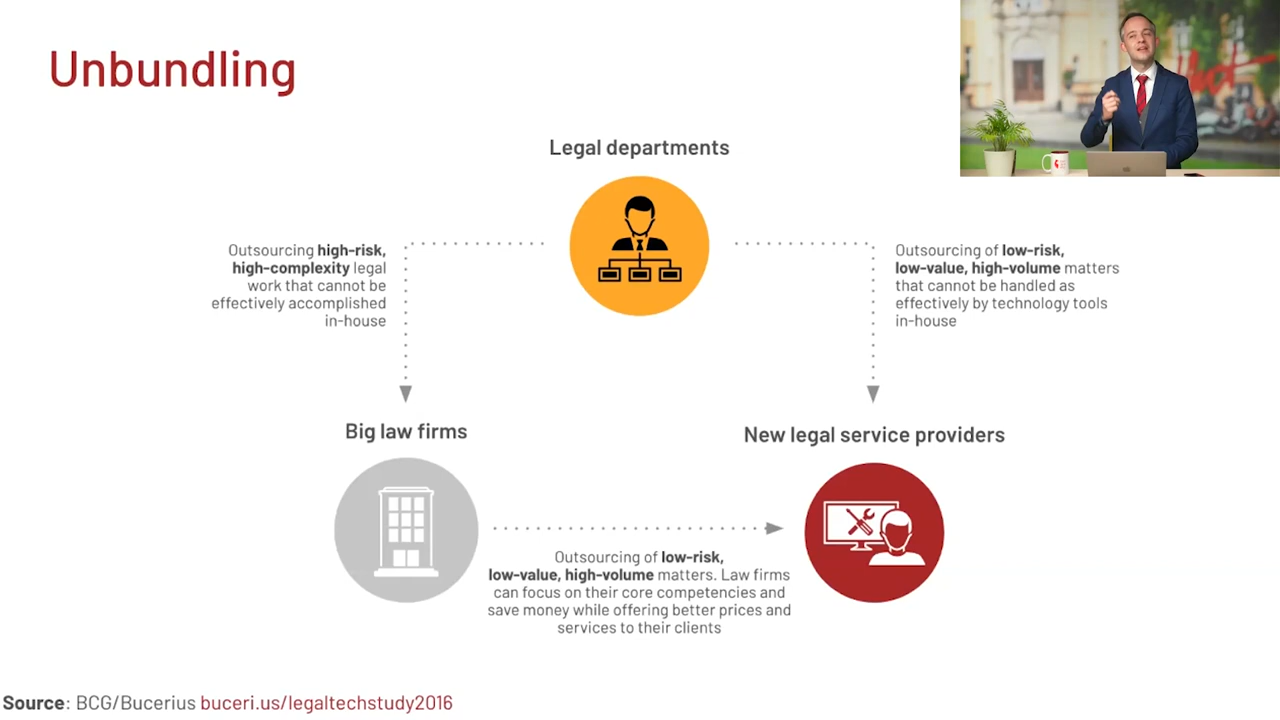 Unbundling
Legal departments
Outsourcing high-risk,
high-complexity legal
work that cannot be
effectively accomplished
in-house
Outsourcing of low-risk,
low-value, high-volume matters
that cannot be handled as
effectively by technology tools
in-house
Big law firms
New legal service providers
Outsourcing of low-risk,
low-value, high-volume matters. Law firms
can focus on their core competencies and
save money while offering better prices and
services to their clients
Source: BCG/Bucerius buceri.us/legaltechstudy2016